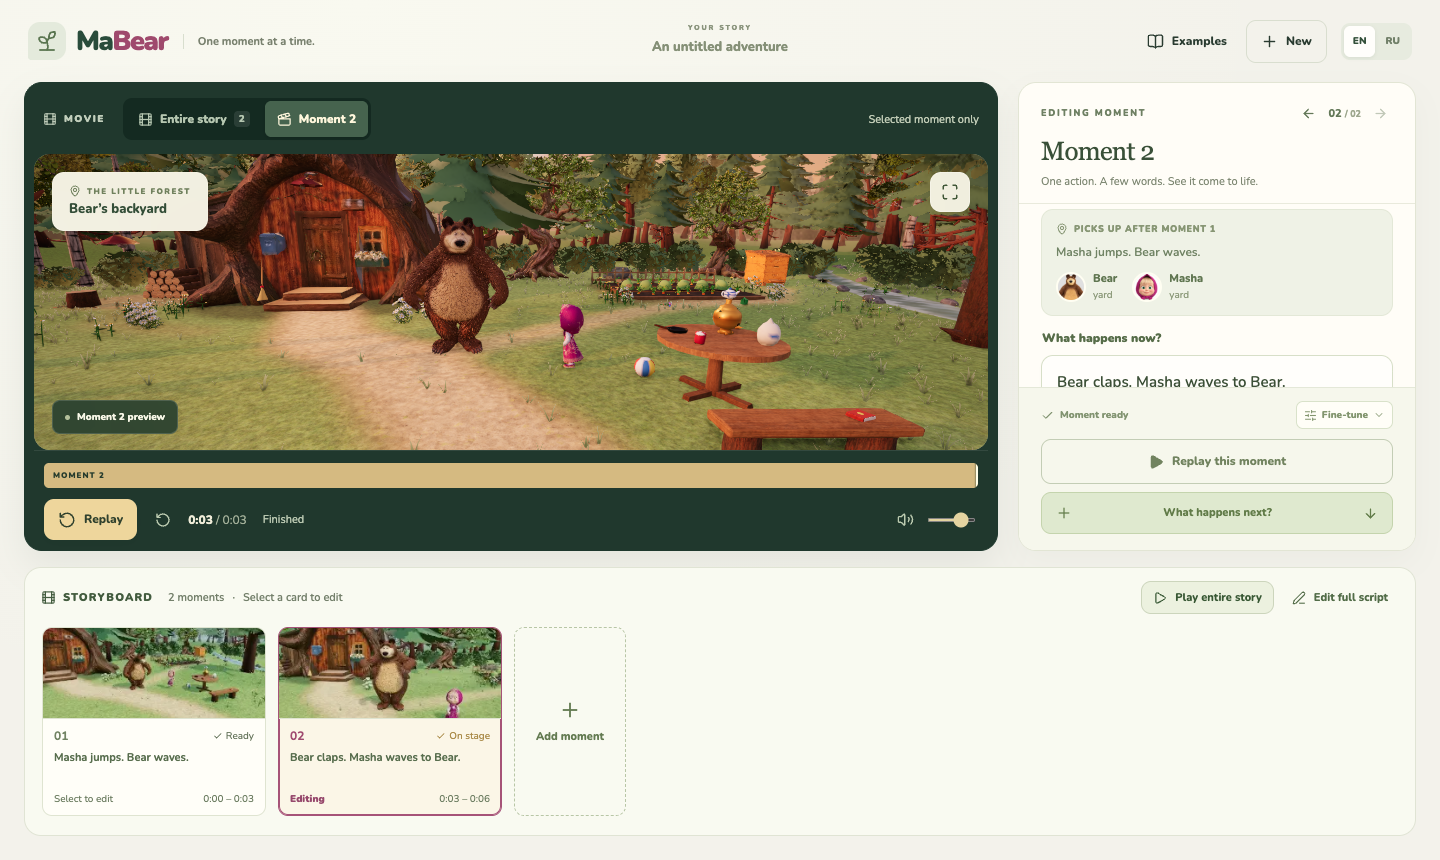 MaBear
One moment at a time.
YOUR STORY
An untitled adventure
Examples
New
EN
RU
MOVIE
Entire story 2
Moment 2
Selected moment only
THE LITTLE FOREST
Bear's backyard
Moment 2 preview
MOMENT 2
Replay
0:03 / 0:03
Finished
EDITING MOMENT
02 / 02
Moment 2
One action. A few words. See it come to life.
PICKS UP AFTER MOMENT 1
Masha jumps. Bear waves.
Bear
yard
Masha
yard
What happens now?
Bear claps. Masha waves to Bear.
Moment ready
Fine-tune
Replay this moment
What happens next?
STORYBOARD
2 moments · Select a card to edit
Play entire story
Edit full script
01
Ready
Masha jumps. Bear waves.
Select to edit
0:00 – 0:03
02
On stage
Bear claps. Masha waves to Bear.
Editing
0:03 – 0:06
Add moment